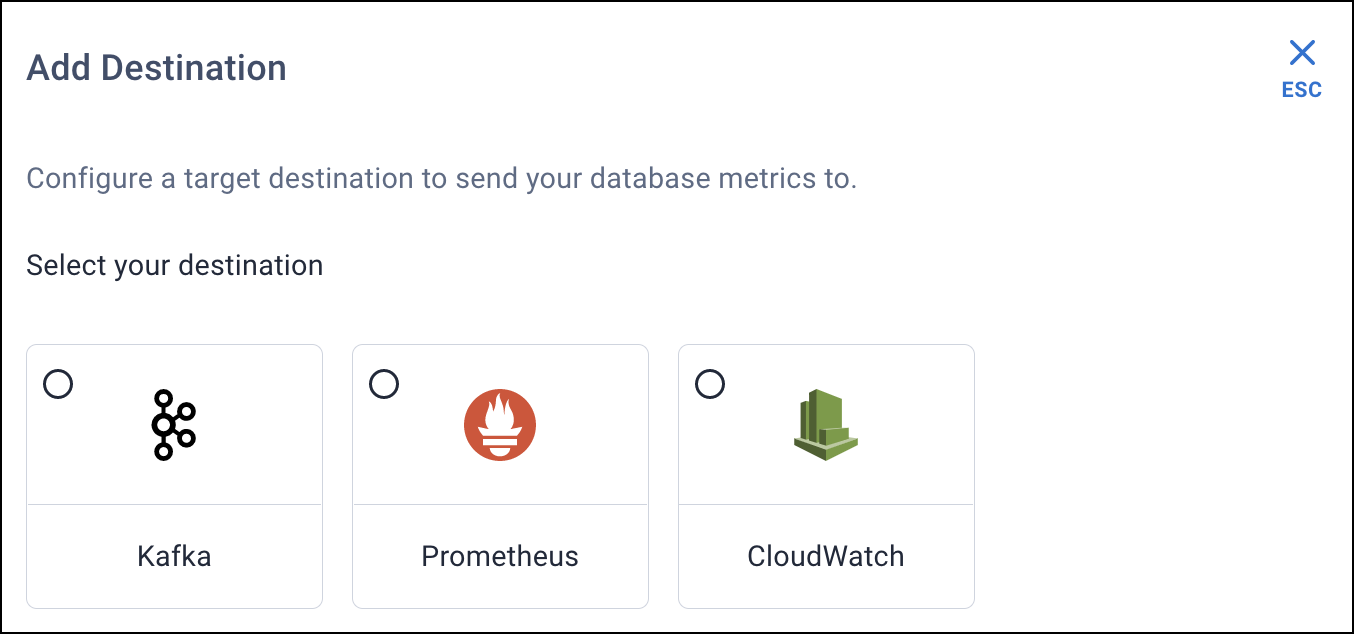 Add Destination
ESC
Configure a target destination to send your database metrics to.
Select your destination
Kafka
Prometheus
CloudWatch